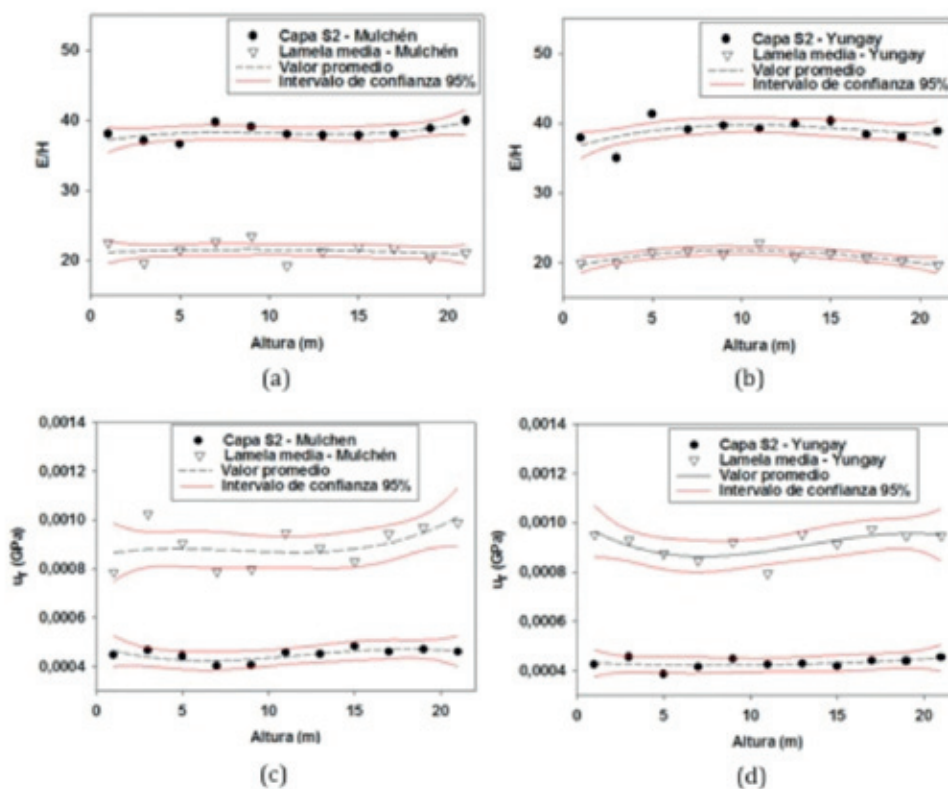 Capa S2 - Mulchén
Lamela media - Mulchén
Valor promedio
Intervalo de confianza 95%
50
40
30
20
E/H
0 5 10 15 20
Altura (m)
(a)
Capa S2 - Yungay
Lamela media - Yungay
Valor promedio
Intervalo de confianza 95%
50
40
30
20
E/H
0 5 10 15 20
Altura (m)
(b)
Capa S2 - Mulchen
Lamela media - Mulchén
Valor promedio
Intervalo de confianza 95%
0,0014
0,0012
0,0010
0,0008
0,0006
0,0004
ur (GPa)
0 5 10 15 20
Altura (m)
(c)
Capa S2 - Yungay
Lamela media - Yungay
Valor promedio
Intervalo de confianza 95%
0,0014
0,0012
0,0010
0,0008
0,0006
0,0004
ur (GPa)
0 5 10 15 20
Altura (m)
(d)